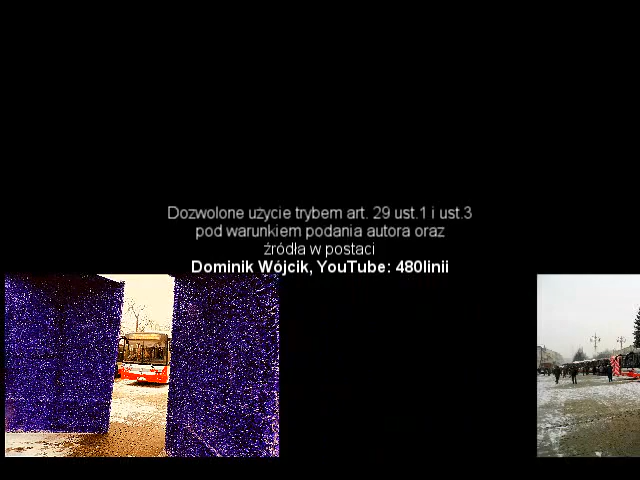 Dozwolone użycie trybem art. 29 ust.1 i ust.3
pod warunkiem podania autora oraz
źródła w postaci
Dominik Wójcik, YouTube: 480linii